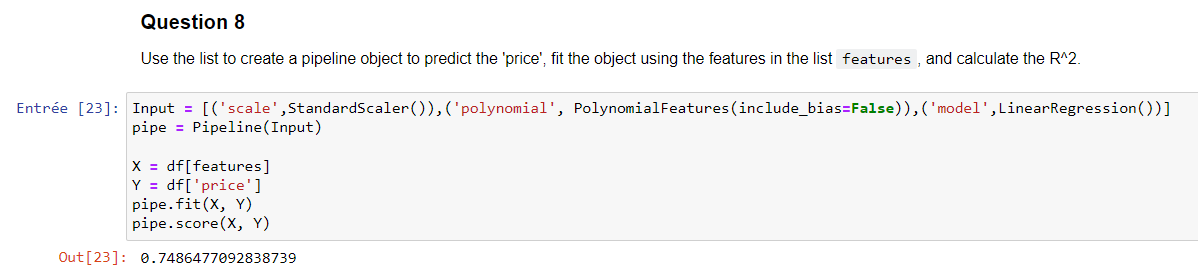 Question 8
Use the list to create a pipeline object to predict the 'price', fit the object using the features in the list features , and calculate the R^2.
Entrée [23]: Input = [('scale',StandardScaler()),('polynomial', PolynomialFeatures(include_bias=False)),('model',LinearRegression())]
pipe = Pipeline(Input)
X = df[features]
Y = df['price']
pipe.fit(X, Y)
pipe.score(X, Y)
Out[23]: 0.7486477092838739